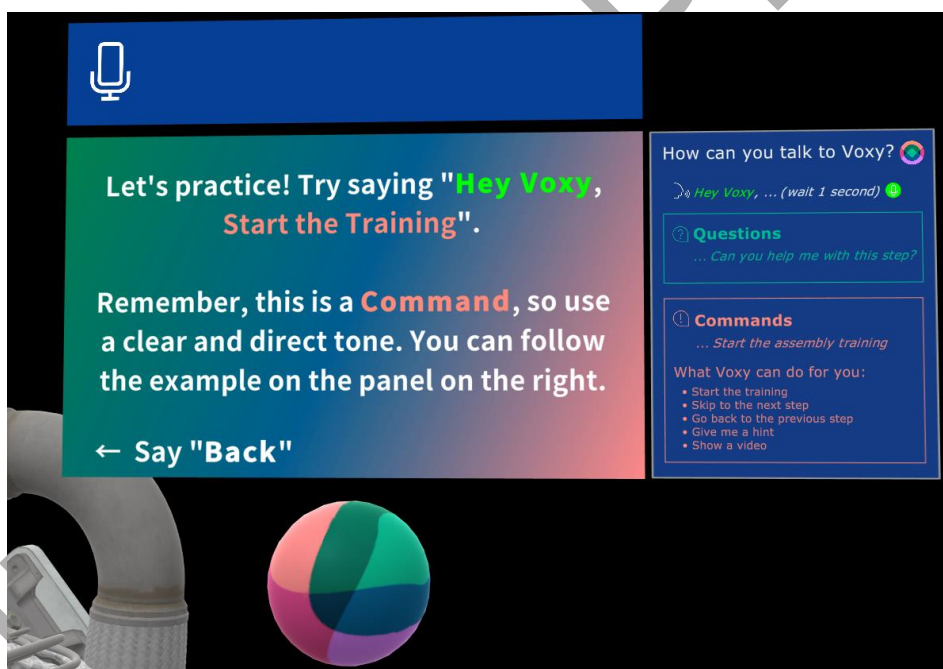 Let's practice! Try saying "Hey Voxy,
Start the Training".
Remember, this is a Command, so use
a clear and direct tone. You can follow
the example on the panel on the right.
← Say "Back"
How can you talk to Voxy?
Hey Voxy, ... (wait 1 second)
Questions
... Can you help me with this step?
Commands
... Start the assembly training
What Voxy can do for you:
• Start the training
• Skip to the next step
• Go back to the previous step
• Give me a hint
• Show a video